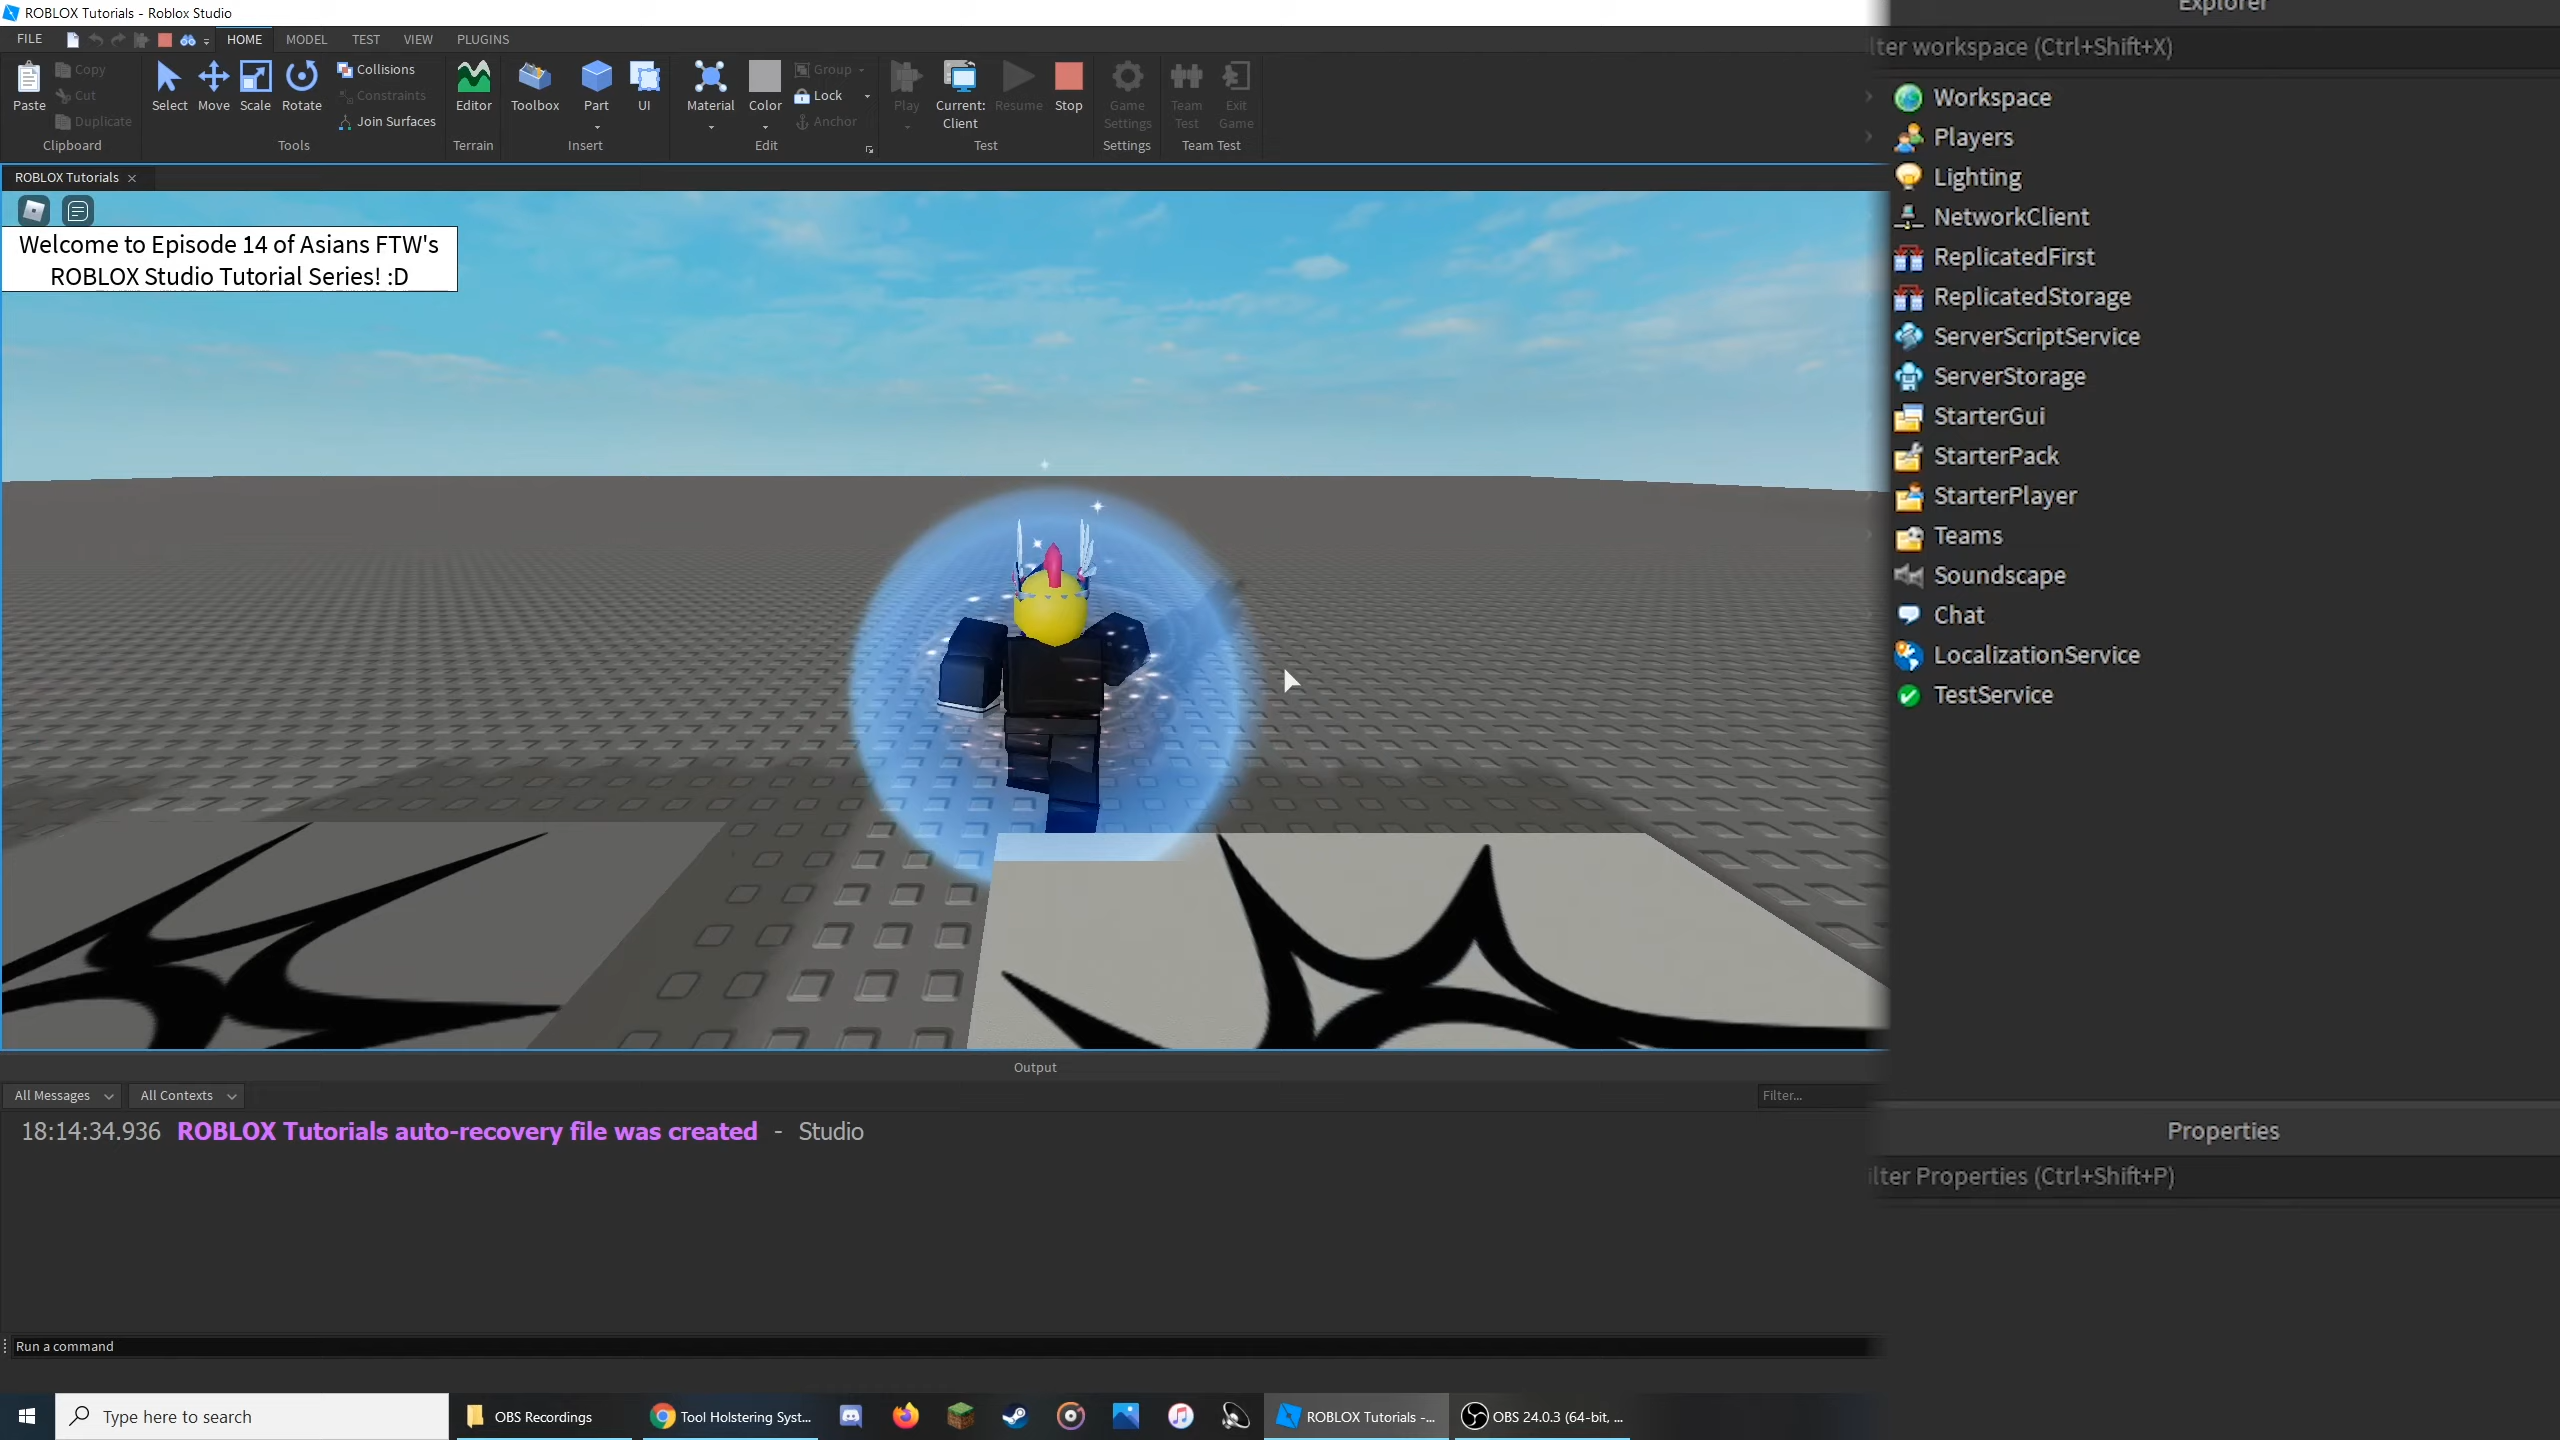 ROBLOX Tutorials - Roblox Studio
FILE
HOME
MODEL
TEST
VIEW
PLUGINS
Paste
Copy
Cut
Duplicate
Clipboard
Select
Move
Scale
Rotate
Collisions
Constraints
Join Surfaces
Tools
Editor
Terrain
Toolbox
Part
UI
Insert
Material
Color
Group
Lock
Anchor
Edit
Play
Current:
Client
Resume
Stop
Test
Game
Settings
Settings
Team
Test
Exit
Game
Team Test
ROBLOX Tutorials
Welcome to Episode 14 of Asians FTW's
ROBLOX Studio Tutorial Series! :D
Explorer
lter workspace (Ctrl+Shift+X)
Workspace
Players
Lighting
NetworkClient
ReplicatedFirst
ReplicatedStorage
ServerScriptService
ServerStorage
StarterGui
StarterPack
StarterPlayer
Teams
Soundscape
Chat
LocalizationService
TestService
Output
All Messages
All Contexts
Filter...
18:14:34.936 ROBLOX Tutorials auto-recovery file was created - Studio
Properties
ilter Properties (Ctrl+Shift+P)
Run a command
Type here to search
OBS Recordings
Tool Holstering Syst...
ROBLOX Tutorials -...
OBS 24.0.3 (64-bit, ...